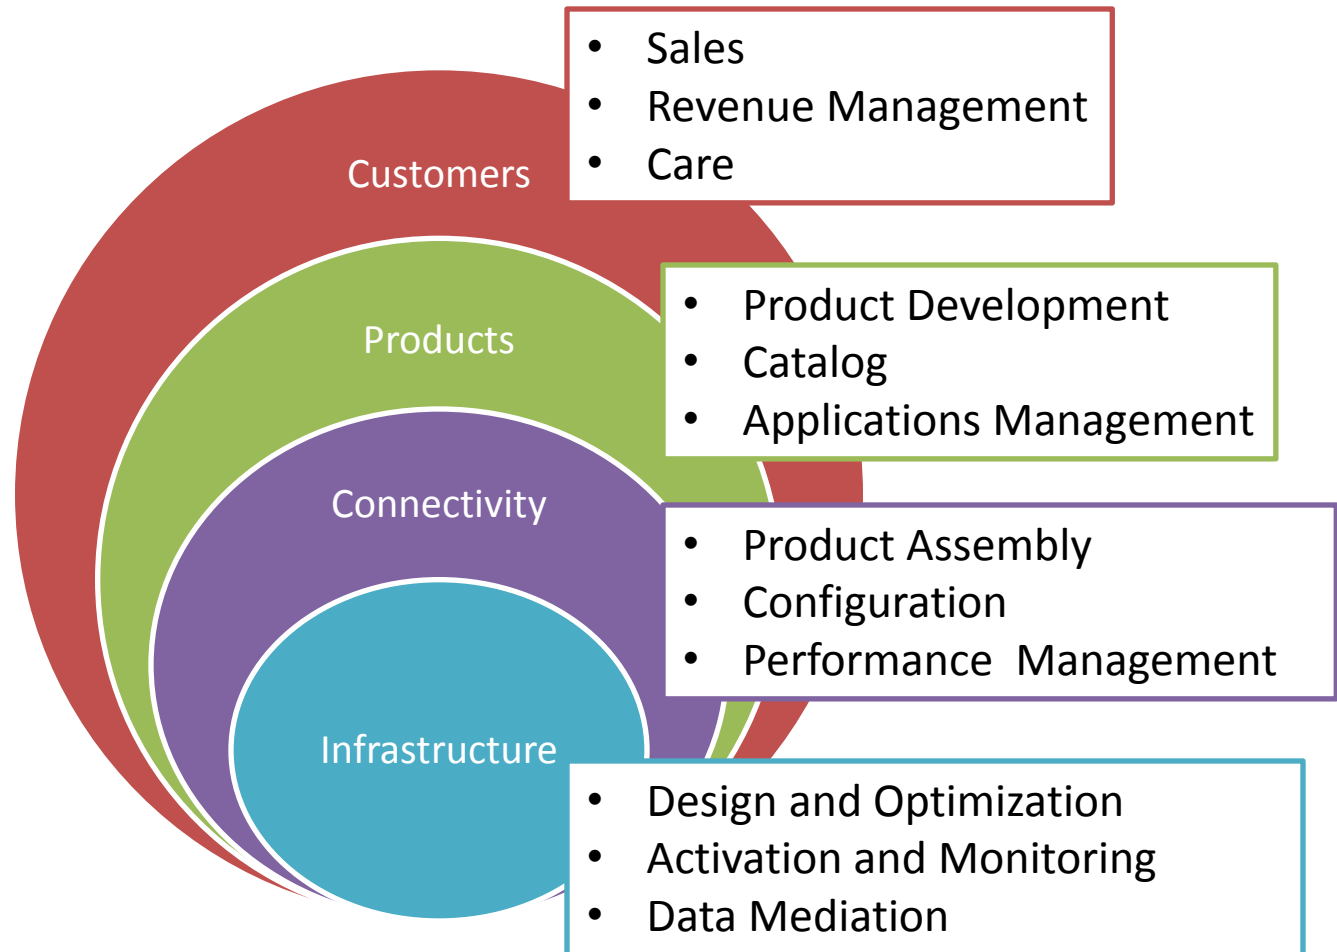 Customers
• Sales
• Revenue Management
• Care
Products
• Product Development
• Catalog
• Applications Management
Connectivity
• Product Assembly
• Configuration
• Performance  Management
Infrastructure
• Design and Optimization
• Activation and Monitoring
• Data Mediation